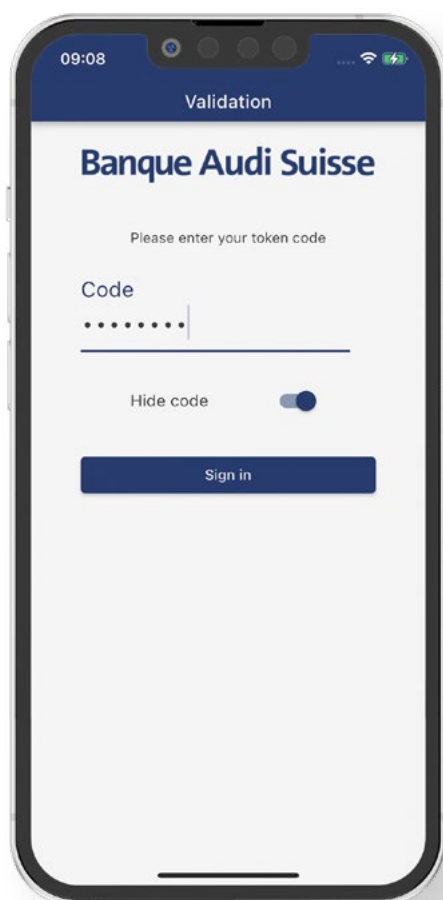 09:08
Validation
Banque Audi Suisse
Please enter your token code
Code
••••••••
Hide code
Sign in